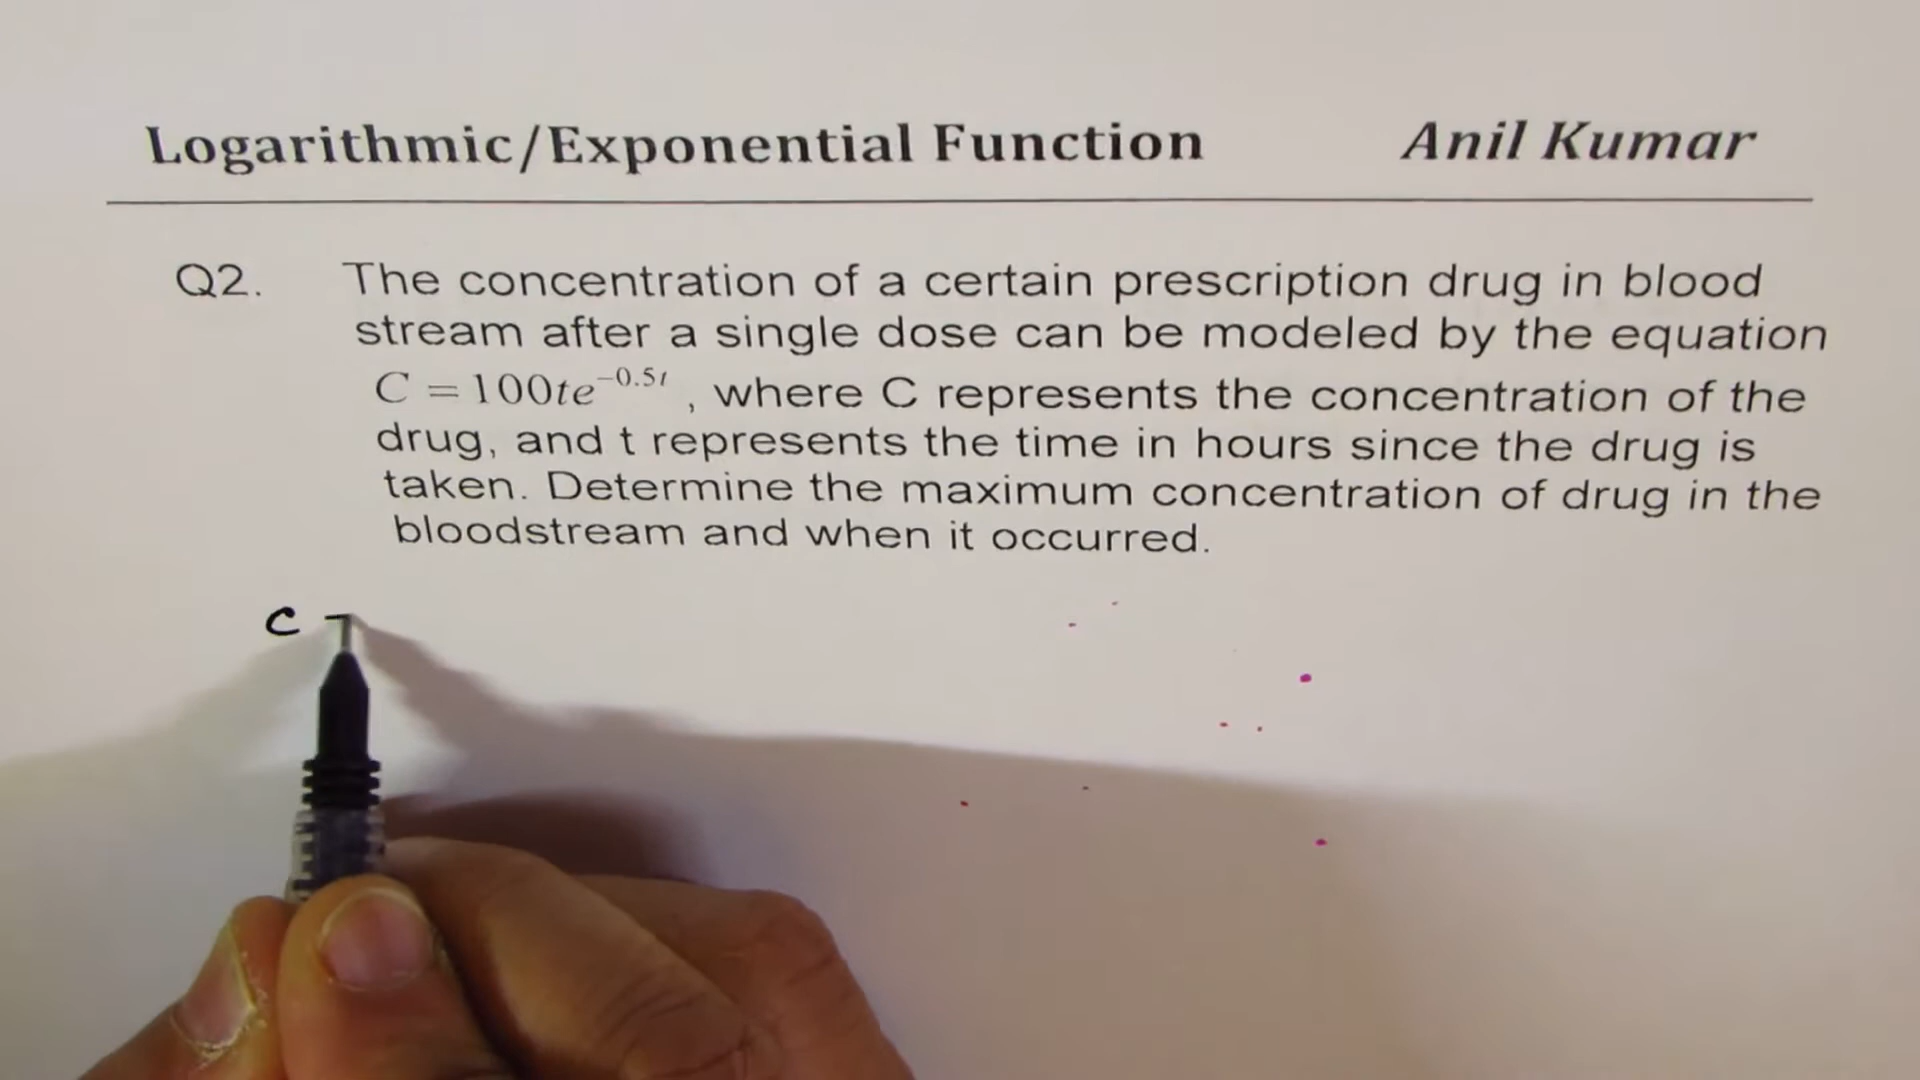 Logarithmic/Exponential Function Anil Kumar
Q2. The concentration of a certain prescription drug in blood
stream after a single dose can be modeled by the equation
C = 100te^{-0.5t} , where C represents the concentration of the
drug, and t represents the time in hours since the drug is
taken. Determine the maximum concentration of drug in the
bloodstream and when it occurred.
C